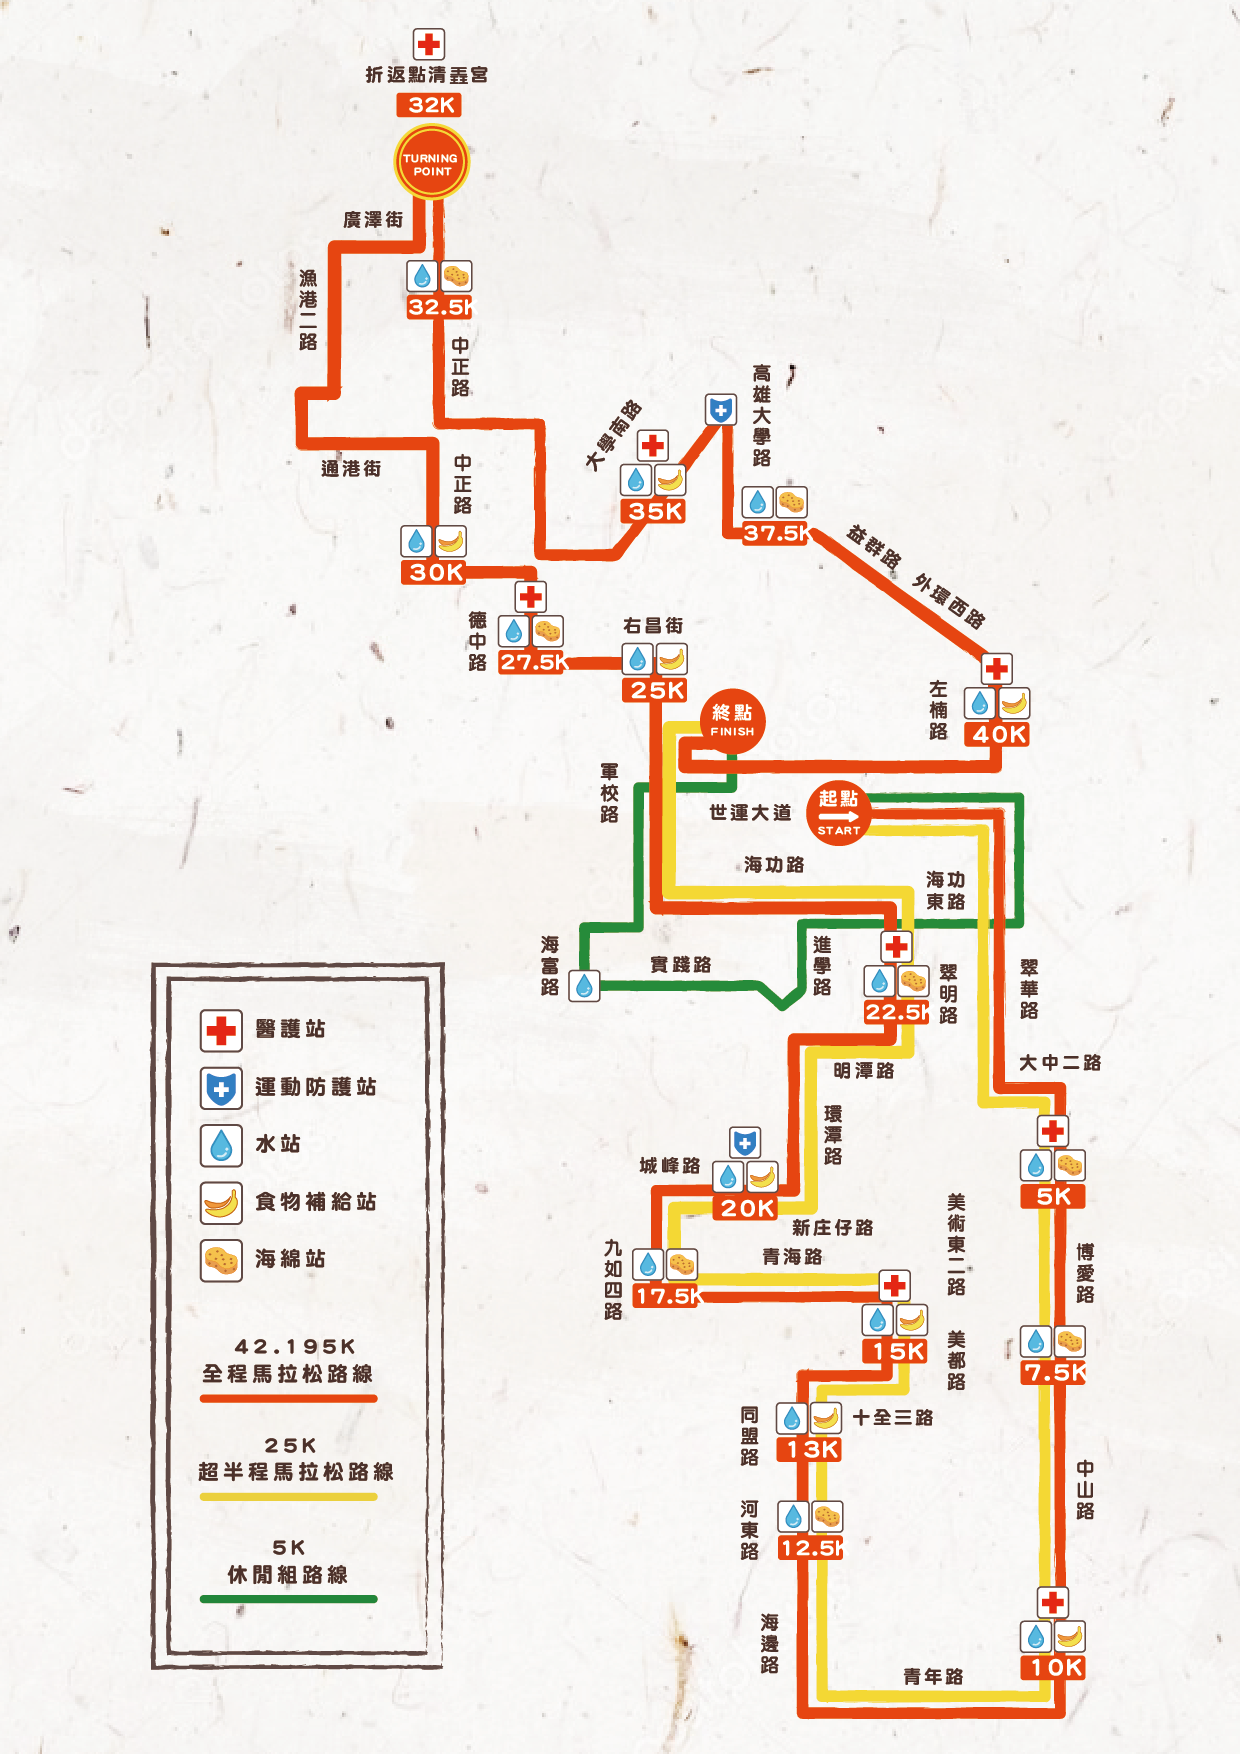 折返點清靈宮
32K
TURNING
POINT
廣澤街
漁港二路
32.5K
中正路
通港街
中正路
30K
德中路
27.5K
右昌街
25K
大學南路
35K
高雄大學路
37.5K
益群路 外環西路
左楠路
40K
終點
FINISH
軍校路
世運大道
起點
START
海功路
海功東路
海富路
實踐路
進學路
22.5K
翠明路
翠華路
明潭路
大中二路
環潭路
城峰路
20K
5K
新庄仔路
九如四路
17.5K
青海路
美術東二路
博愛路
15K
美都路
7.5K
同盟路
十全三路
13K
河東路
12.5K
中山路
海邊路
10K
青年路
醫護站
運動防護站
水站
食物補給站
海綿站
42.195K
全程馬拉松路線
25K
超半程馬拉松路線
5K
休閒組路線